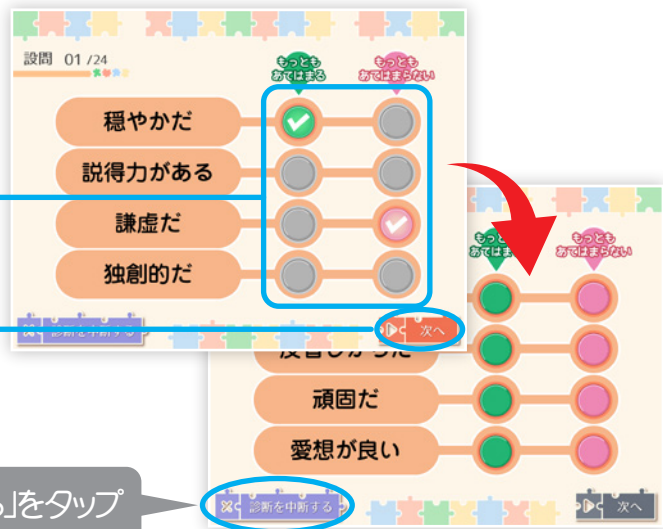 設問 01 /24
もっとも
あてはまる
もっとも
あてはまらない
穏やかだ
説得力がある
謙虚だ
独創的だ
診断を中断する
次へ
もっとも
あてはま
もっとも
あてはまらない
頑固だ
愛想が良い
診断を中断する
次へ
」をタップ